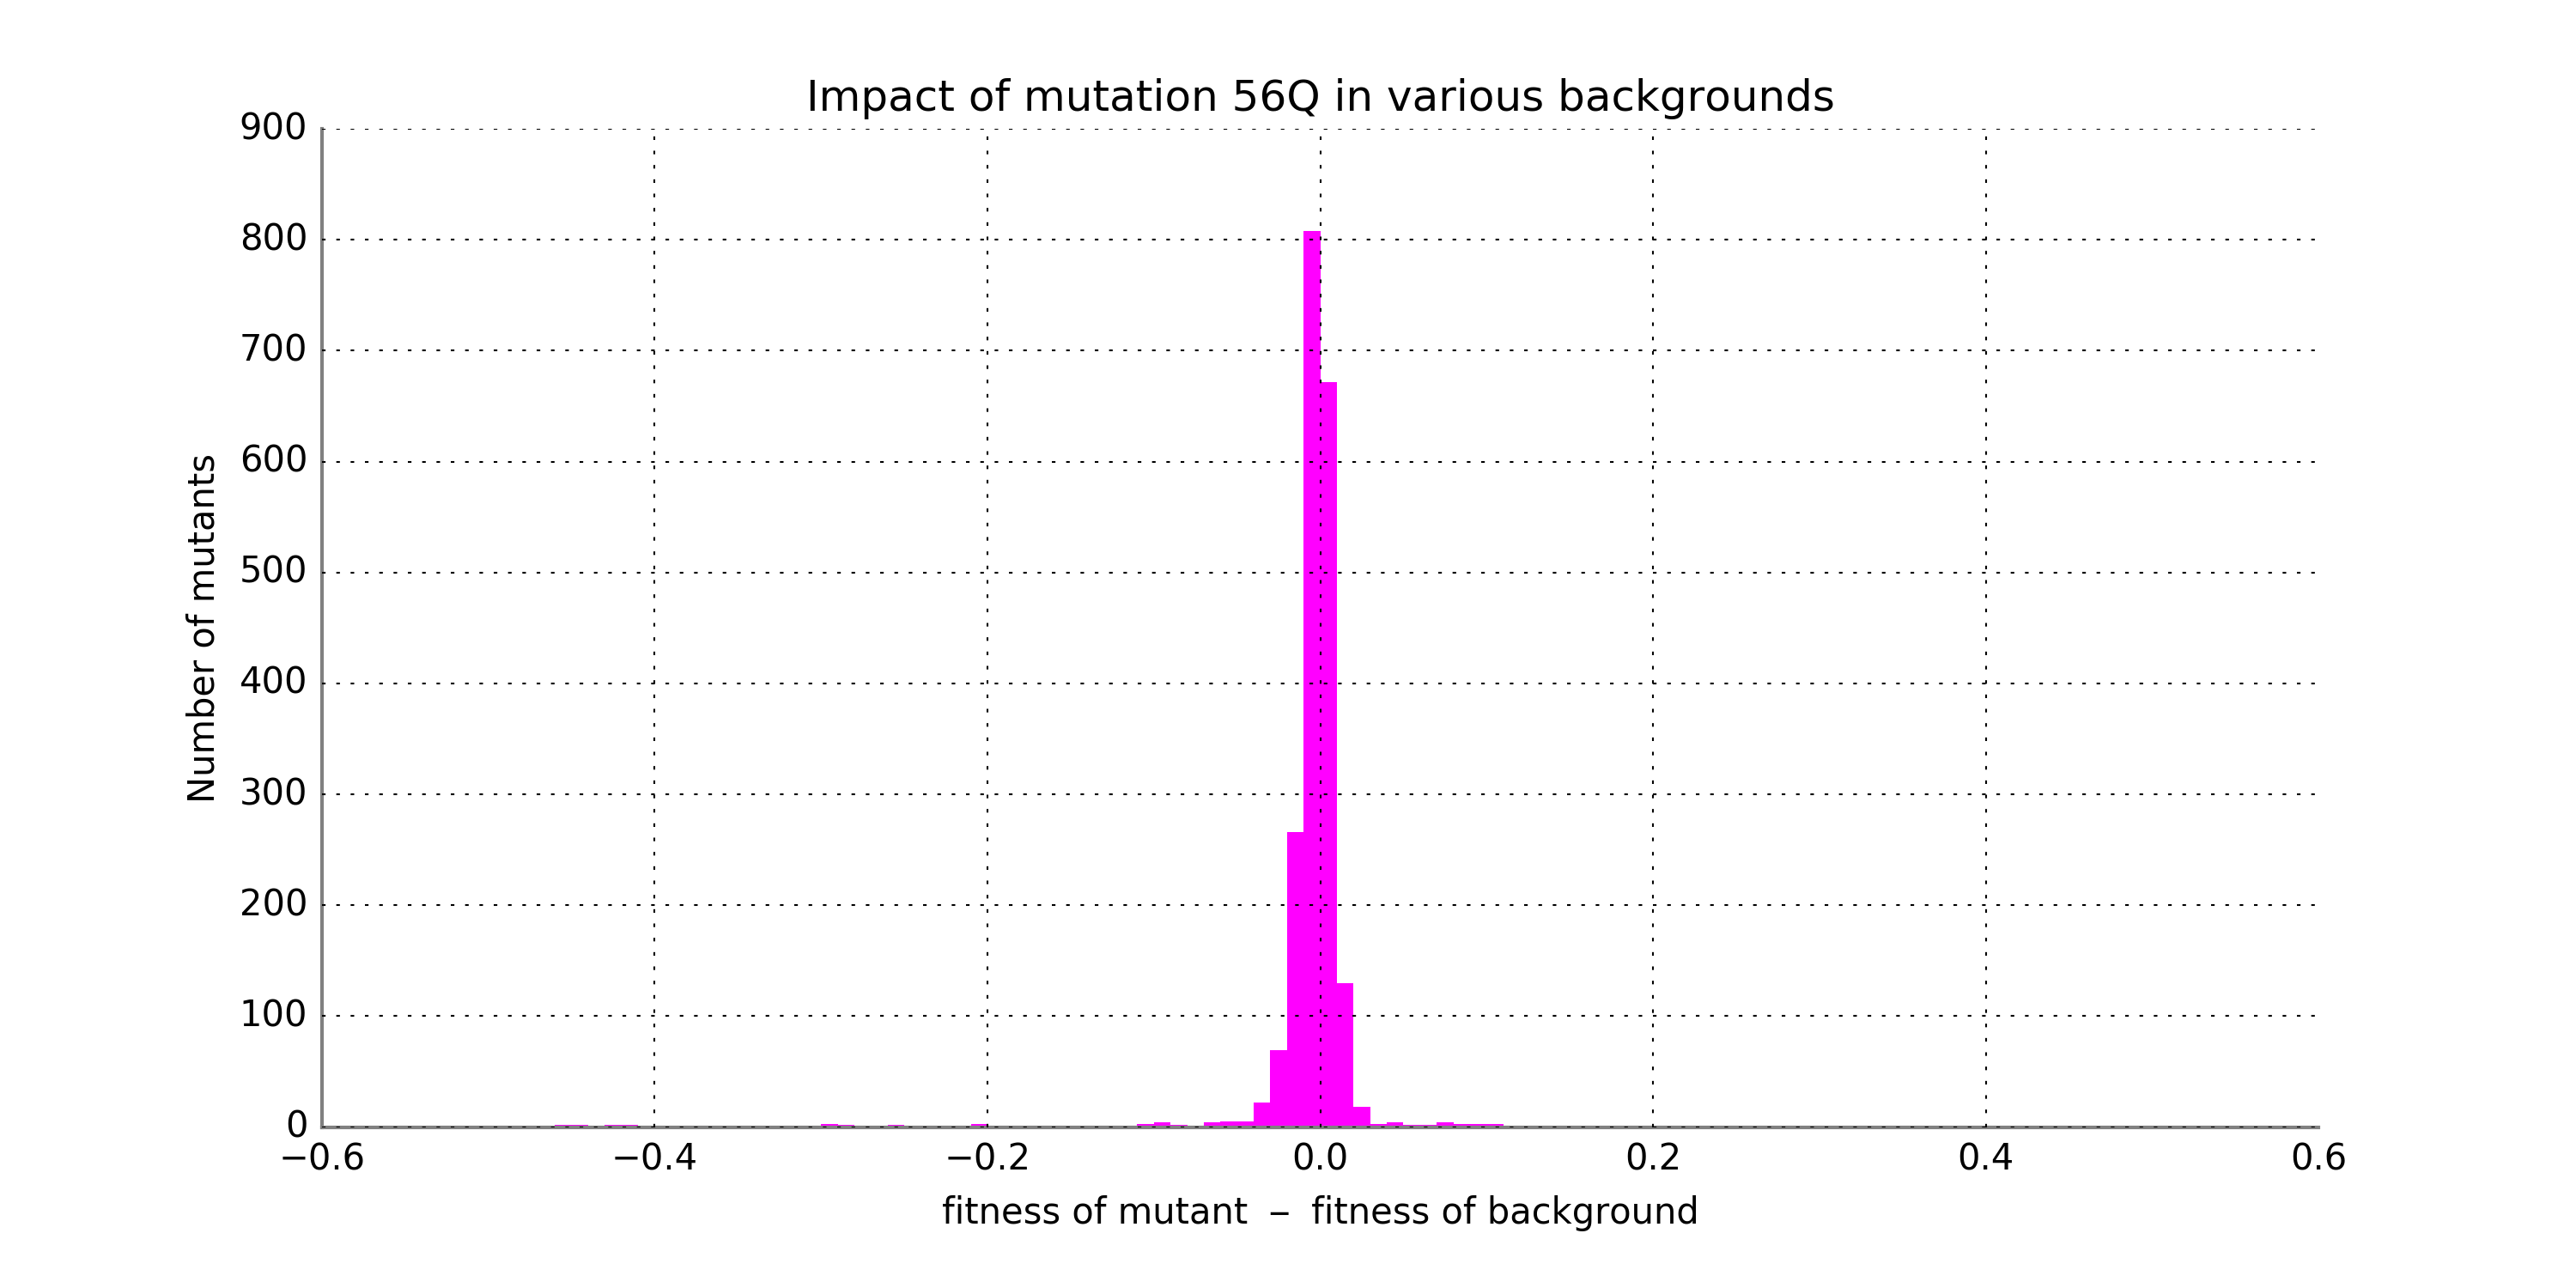 Impact of mutation 56Q in various backgrounds
900
800
700
600
500
400
300
200
100
0
Number of mutants
−0.6 −0.4 −0.2 0.0 0.2 0.4 0.6
fitness of mutant − fitness of background